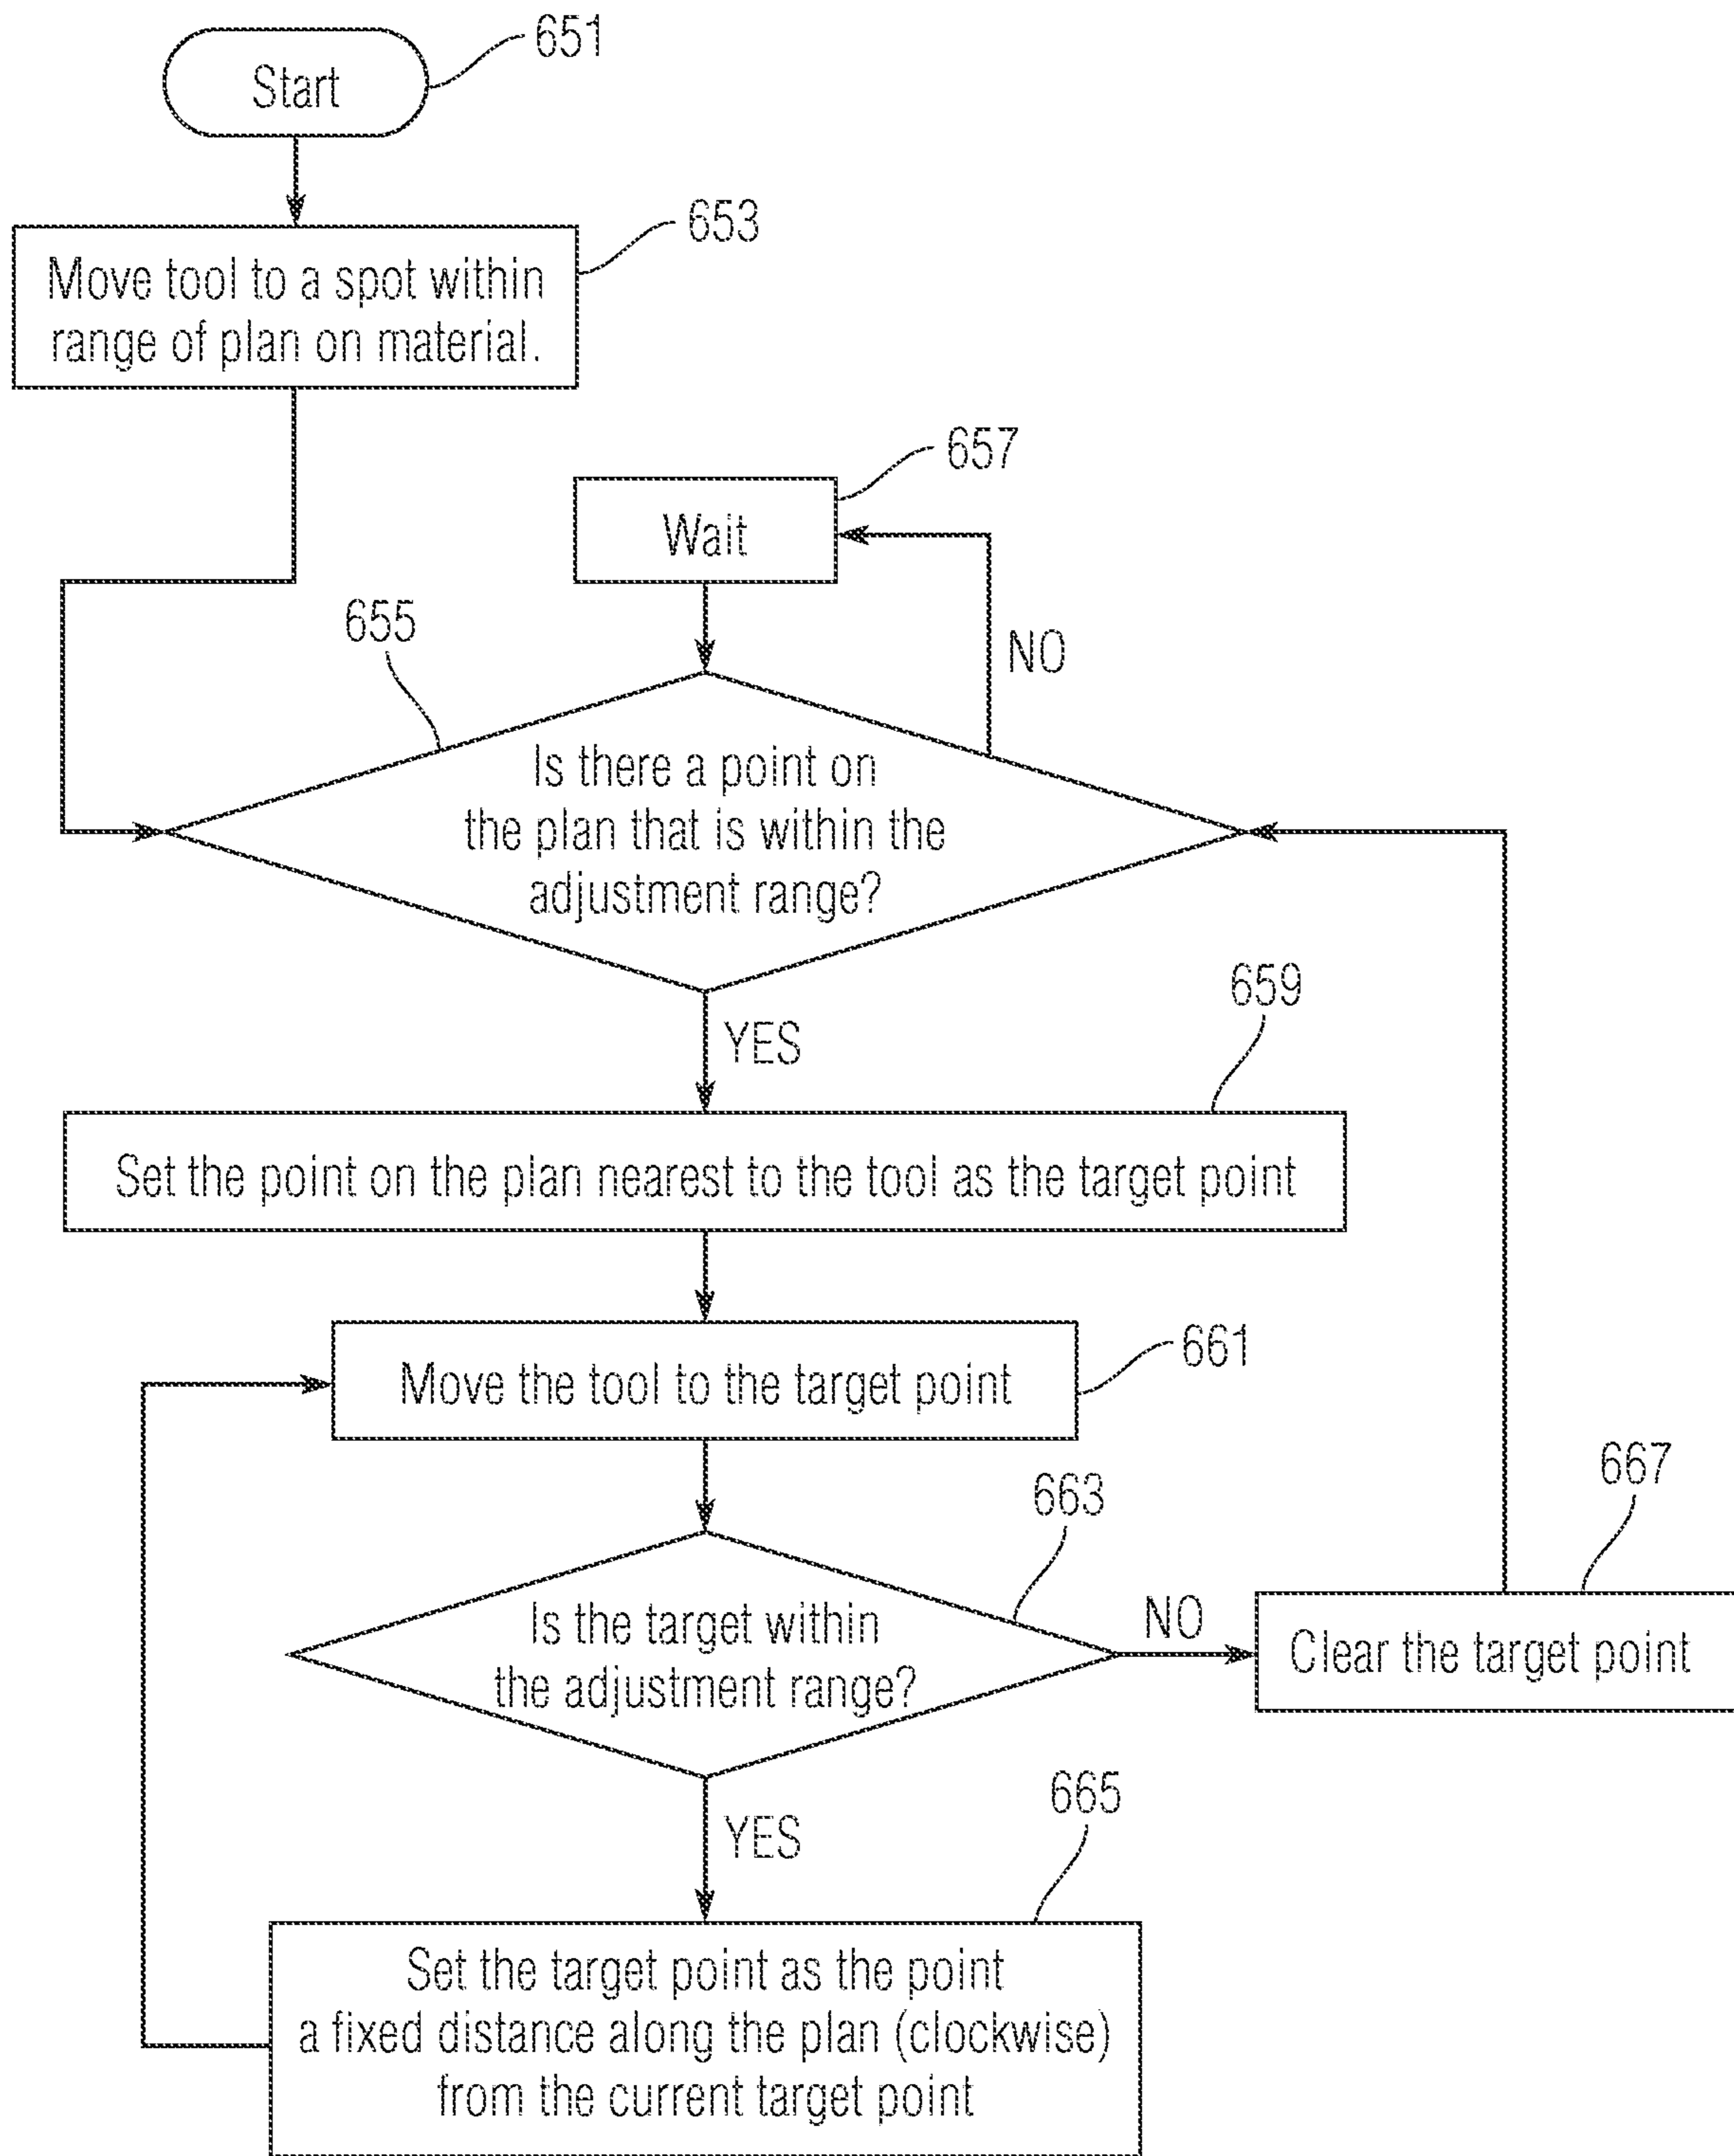 Start
651
653
Move tool to a spot within
range of plan on material.
657
Wait
655
NO
Is there a point on
the plan that is within the
adjustment range?
YES
659
Set the point on the plan nearest to the tool as the target point
661
Move the tool to the target point
663
667
Is the target within
the adjustment range?
NO
Clear the target point
YES
665
Set the target point as the point
a fixed distance along the plan (clockwise)
from the current target point